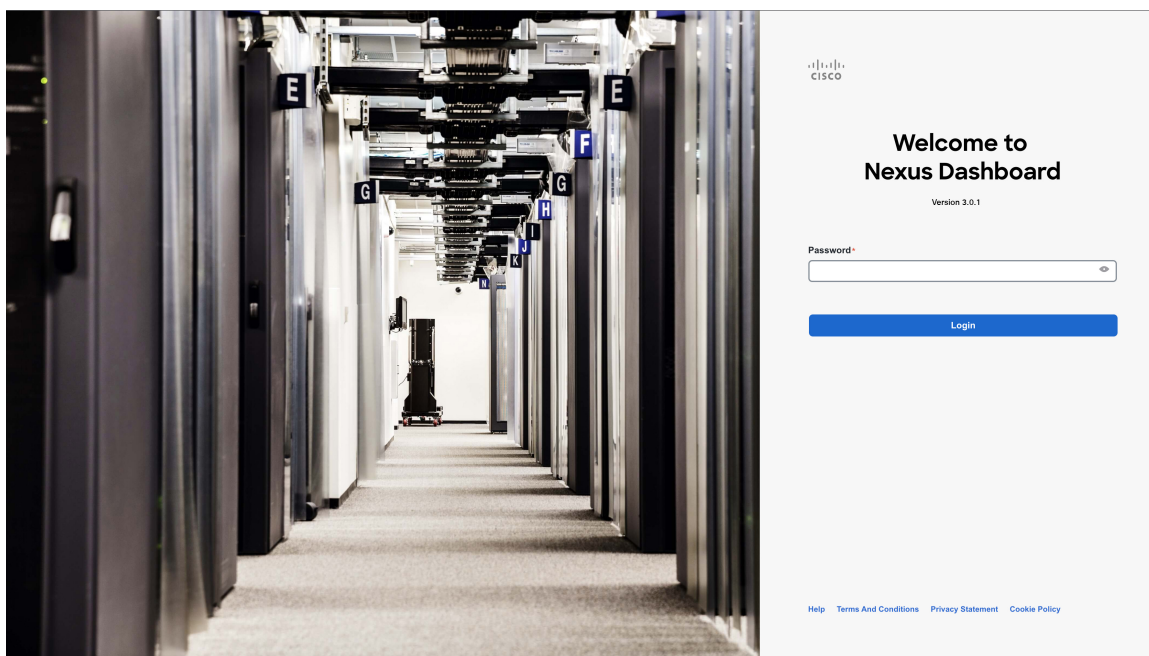 E
E
F
G
G
H
I
J
K
N
CISCO
Welcome to
Nexus Dashboard
Version 3.0.1
Password*
Login
Help Terms And Conditions Privacy Statement Cookie Policy